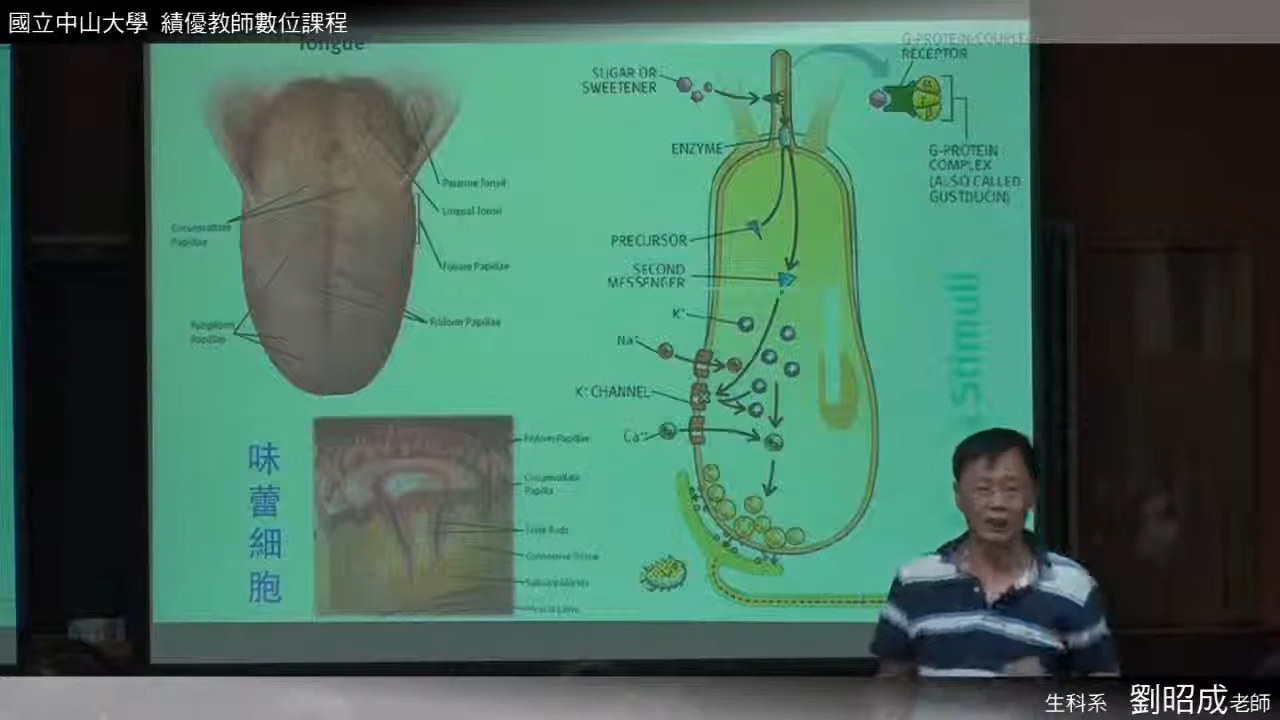 國立中山大學 績優教師數位課程
Tongue
Palatine Tonsil
Lingual Tonsil
Circumvallate
Papillae
Foliate Papillae
Fungiform
Papillae
Filiform Papillae
味蕾細胞
Filiform Papillae
Circumvallate
Papilla
Taste Buds
Connective Tissue
Salivary Glands
G-PROTEIN-COUPLE
RECEPTOR
SUGAR OR
SWEETENER
ENZYME
G-PROTEIN
COMPLEX
(ALSO CALLED
GUSTDUCIN)
PRECURSOR
SECOND
MESSENGER
K+
Na
K+ CHANNEL
Ca++
Stimuli
生科系 劉昭成老師